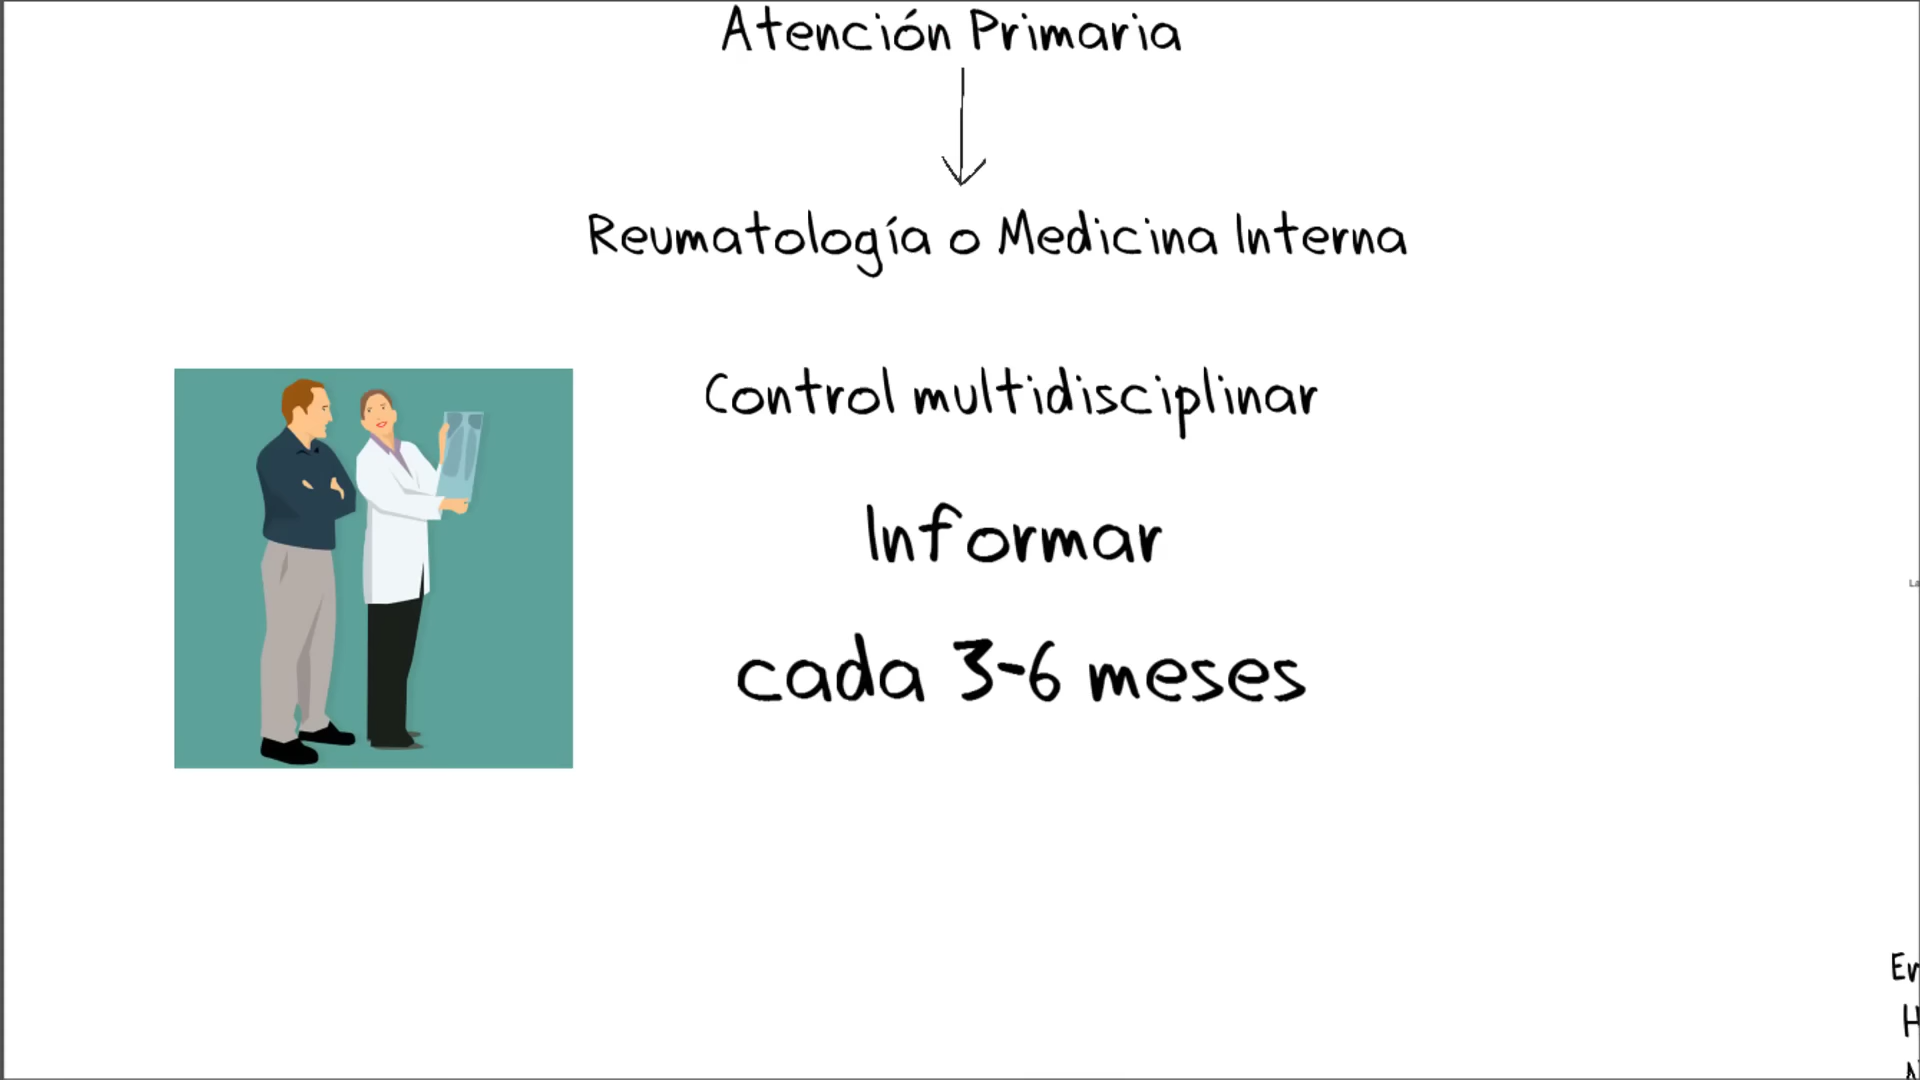 Atención Primaria
Reumatología o Medicina Interna
Control multidisciplinar
Informar
cada 3-6 meses